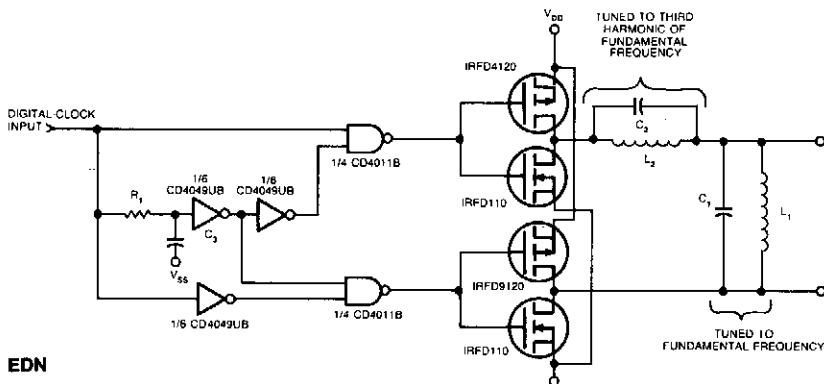 V_DD
TUNED TO THIRD
HARMONIC OF
FUNDAMENTAL
FREQUENCY
IRFD4120
DIGITAL-CLOCK
INPUT
C2
L2
1/4 CD4011B
1/6
CD4049UB
1/6
CD4049UB
R1
IRFD110
C3
C1
L1
VSS
IRFD9120
1/6 CD4049UB
1/4 CD4011B
IRFD110
TUNED TO
FUNDAMENTAL FREQUENCY
EDN